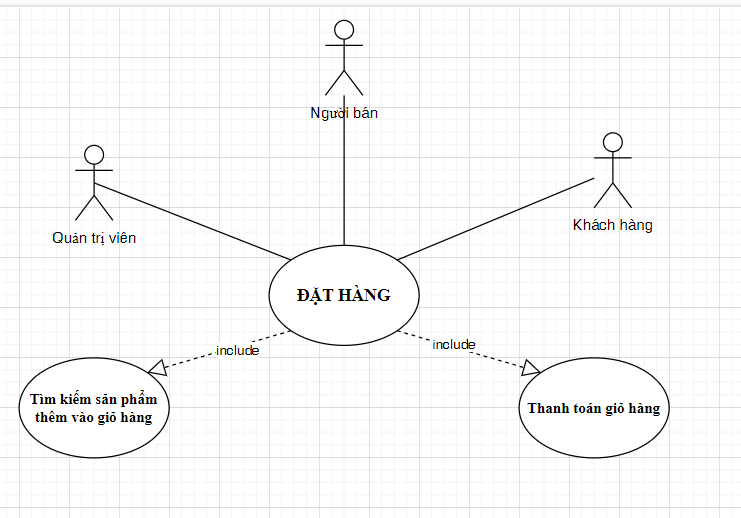 Người bán
Quản trị viên
Khách hàng
ĐẶT HÀNG
include
include
Tìm kiếm sản phẩm
thêm vào giỏ hàng
Thanh toán giỏ hàng